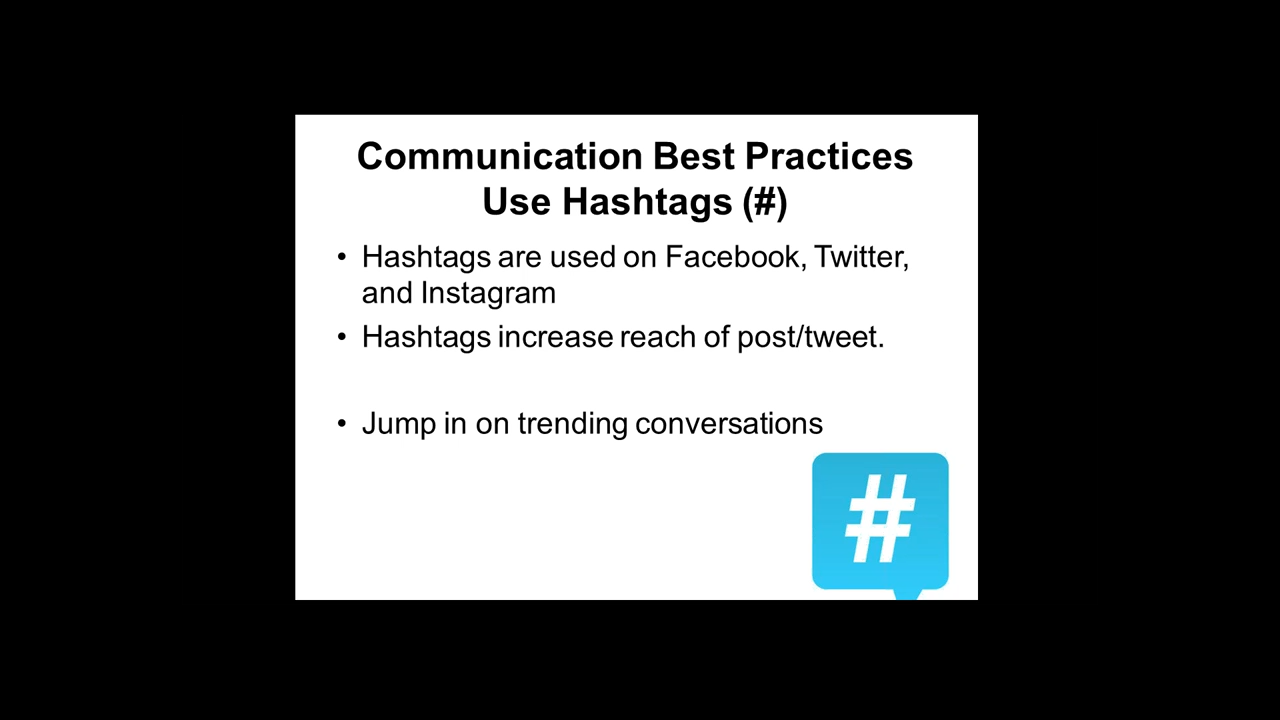 Communication Best Practices
Use Hashtags (#)
• Hashtags are used on Facebook, Twitter,
and Instagram
• Hashtags increase reach of post/tweet.
• Jump in on trending conversations
#